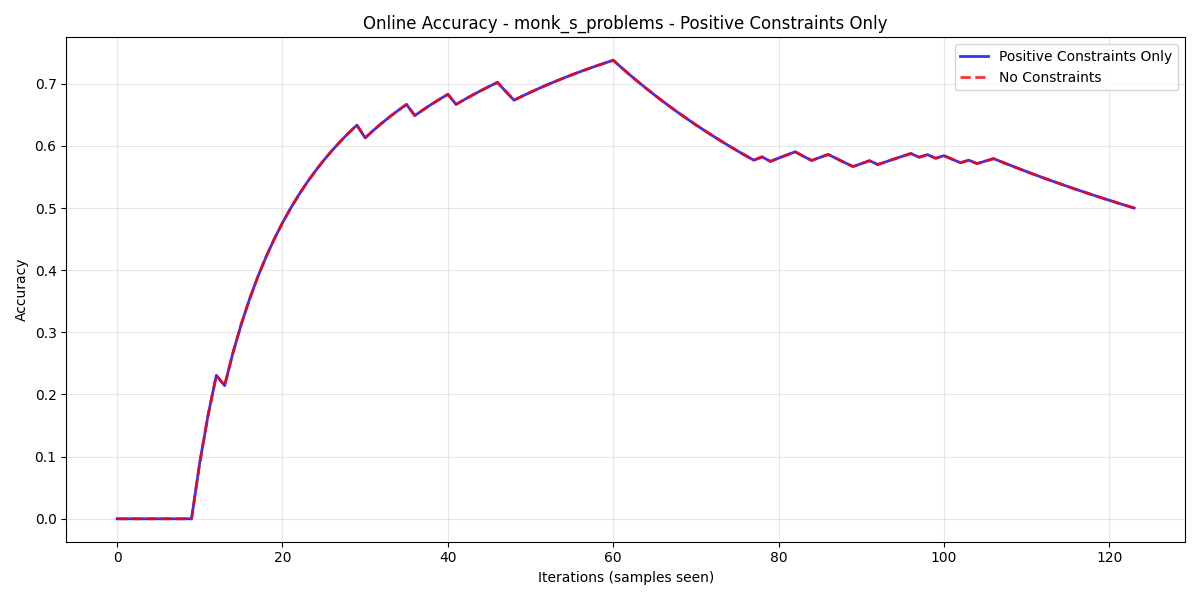 Online Accuracy - monk_s_problems - Positive Constraints Only
Positive Constraints Only
No Constraints
Accuracy
0.7
0.6
0.5
0.4
0.3
0.2
0.1
0.0
0 20 40 60 80 100 120
Iterations (samples seen)